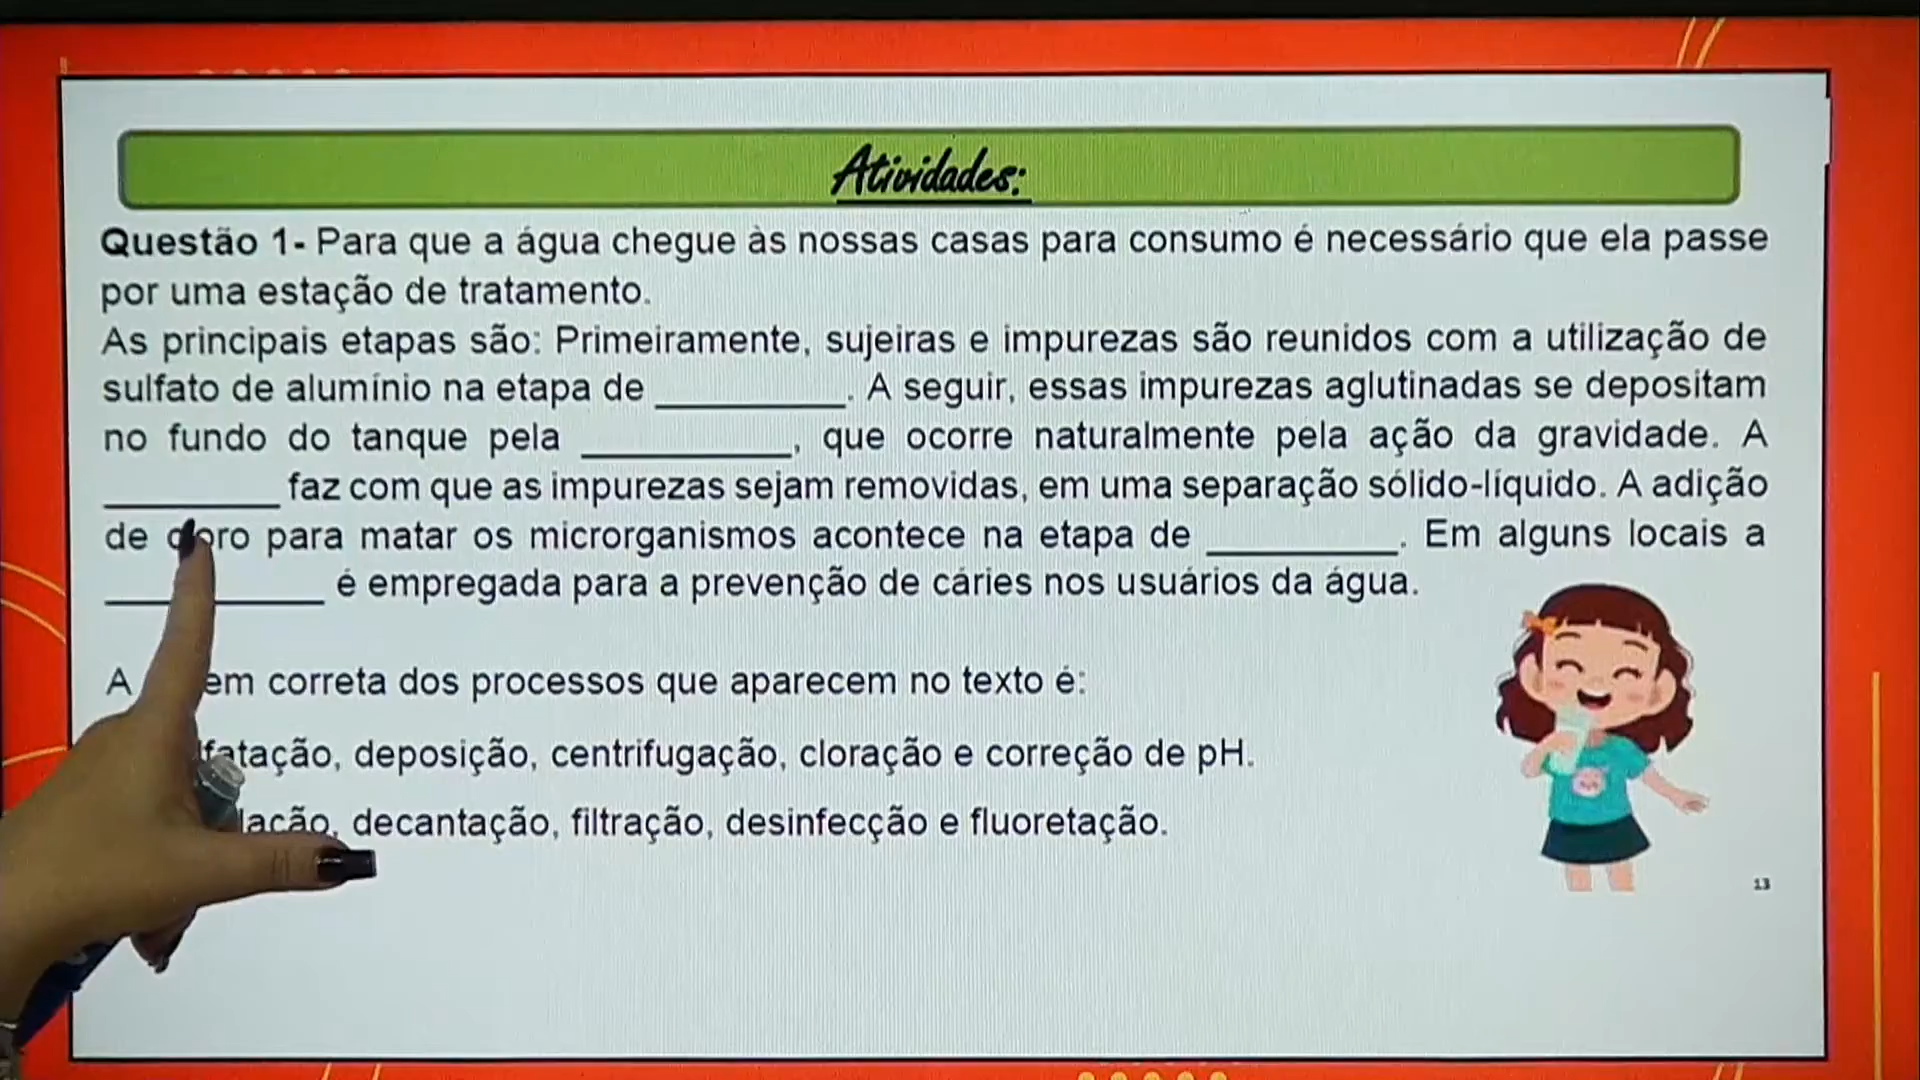 Atividades:
Questão 1- Para que a água chegue às nossas casas para consumo é necessário que ela passe
por uma estação de tratamento.
As principais etapas são: Primeiramente, sujeiras e impurezas são reunidos com a utilização de
sulfato de alumínio na etapa de __________. A seguir, essas impurezas aglutinadas se depositam
no fundo do tanque pela ___________, que ocorre naturalmente pela ação da gravidade. A
_________ faz com que as impurezas sejam removidas, em uma separação sólido-líquido. A adição
de cloro para matar os microrganismos acontece na etapa de __________. Em alguns locais a
___________ é empregada para a prevenção de cáries nos usuários da água.
A correta dos processos que aparecem no texto é:
deposição, centrifugação, cloração e correção de pH.
decantação, filtração, desinfecção e fluoretação.
13